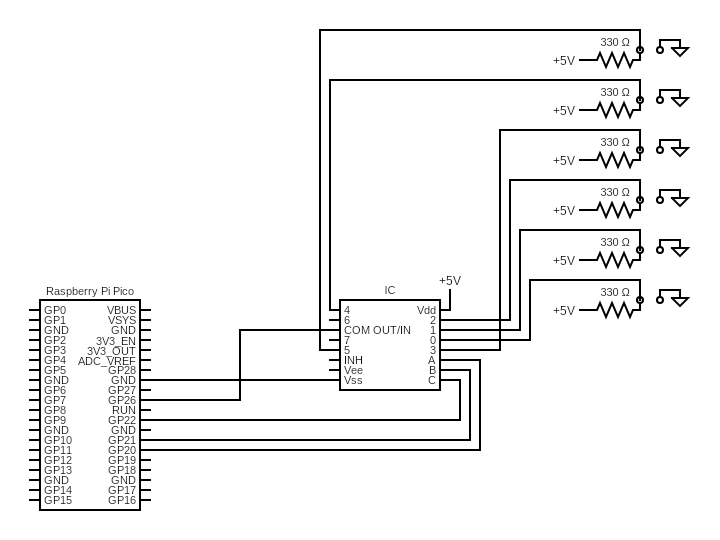 330 Ω
+5V
330 Ω
+5V
330 Ω
+5V
330 Ω
+5V
330 Ω
+5V
330 Ω
+5V
Raspberry Pi Pico
GP0 VBUS
GP1 VSYS
GND GND
GP2 3V3_EN
GP3 3V3_OUT
GP4 ADC_VREF
GP5 GP28
GND GND
GP6 GP27
GP7 GP26
GP8 RUN
GP9 GP22
GND GND
GP10 GP21
GP11 GP20
GP12 GP19
GP13 GP18
GND GND
GP14 GP17
GP15 GP16
IC
+5V
4 Vdd
6 2
COM OUT/IN 1
7 0
5 3
INH A
Vee B
Vss C